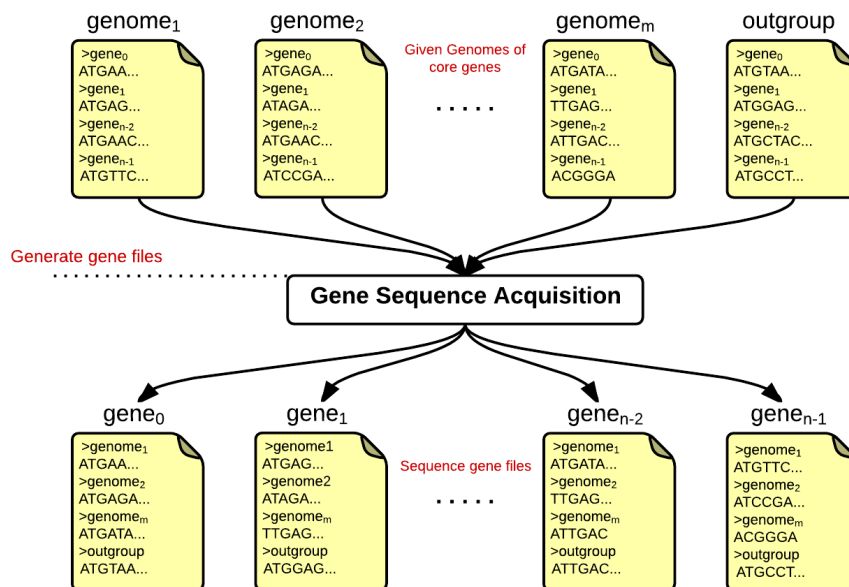 genome₁
>gene₀
ATGAA...
>gene₁
ATGAG...
>geneₙ₋₂
ATGAAC...
>geneₙ₋₁
ATGTTC...
genome₂
>gene₀
ATGAGA...
>gene₁
ATAGA...
>geneₙ₋₂
ATGAAC...
>geneₙ₋₁
ATCCGA...
Given Genomes of
core genes
.....
genomeₘ
>gene₀
ATGATA...
>gene₁
TTGAG...
>geneₙ₋₂
ATTGAC...
>geneₙ₋₁
ACGGGA
outgroup
>gene₀
ATGTAA...
>gene₁
ATGGAG...
>geneₙ₋₂
ATGCTAC...
>geneₙ₋₁
ATGCCT...
Generate gene files
Gene Sequence Acquisition
gene₀
>genome₁
ATGAA...
>genome₂
ATGAGA...
>genomeₘ
ATGATA...
>outgroup
ATGTAA...
gene₁
>genome1
ATGAG...
>genome2
ATAGA...
>genomeₘ
TTGAG...
>outgroup
ATGGAG...
Sequence gene files
.....
geneₙ₋₂
>genome₁
ATGATA...
>genome₂
TTGAG...
>genomeₘ
ATTGAC
>outgroup
ATTGAC...
geneₙ₋₁
>genome₁
ATGTTC...
>genome₂
ATCCGA...
>genomeₘ
ACGGGA
>outgroup
ATGCCT...